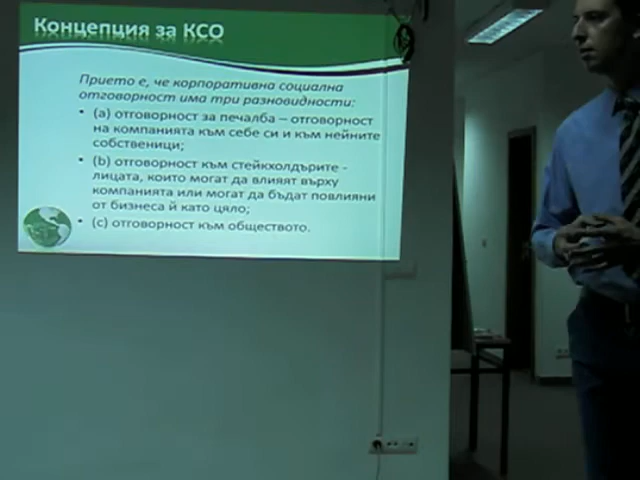 Концепция за КСО
Прието е, че корпоративна социална
отговорност има три разновидности:
• (a) отговорност за печалба – отговорност
на компанията към себе си и към нейните
собственици;
• (b) отговорност към стейкхолдърите -
лицата, които могат да влияят върху
компанията или могат да бъдат повлияни
от бизнеса й като цяло;
• (c) отговорност към обществото.